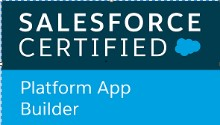 SALESFORCE
CERTIFIED
Platform App
Builder